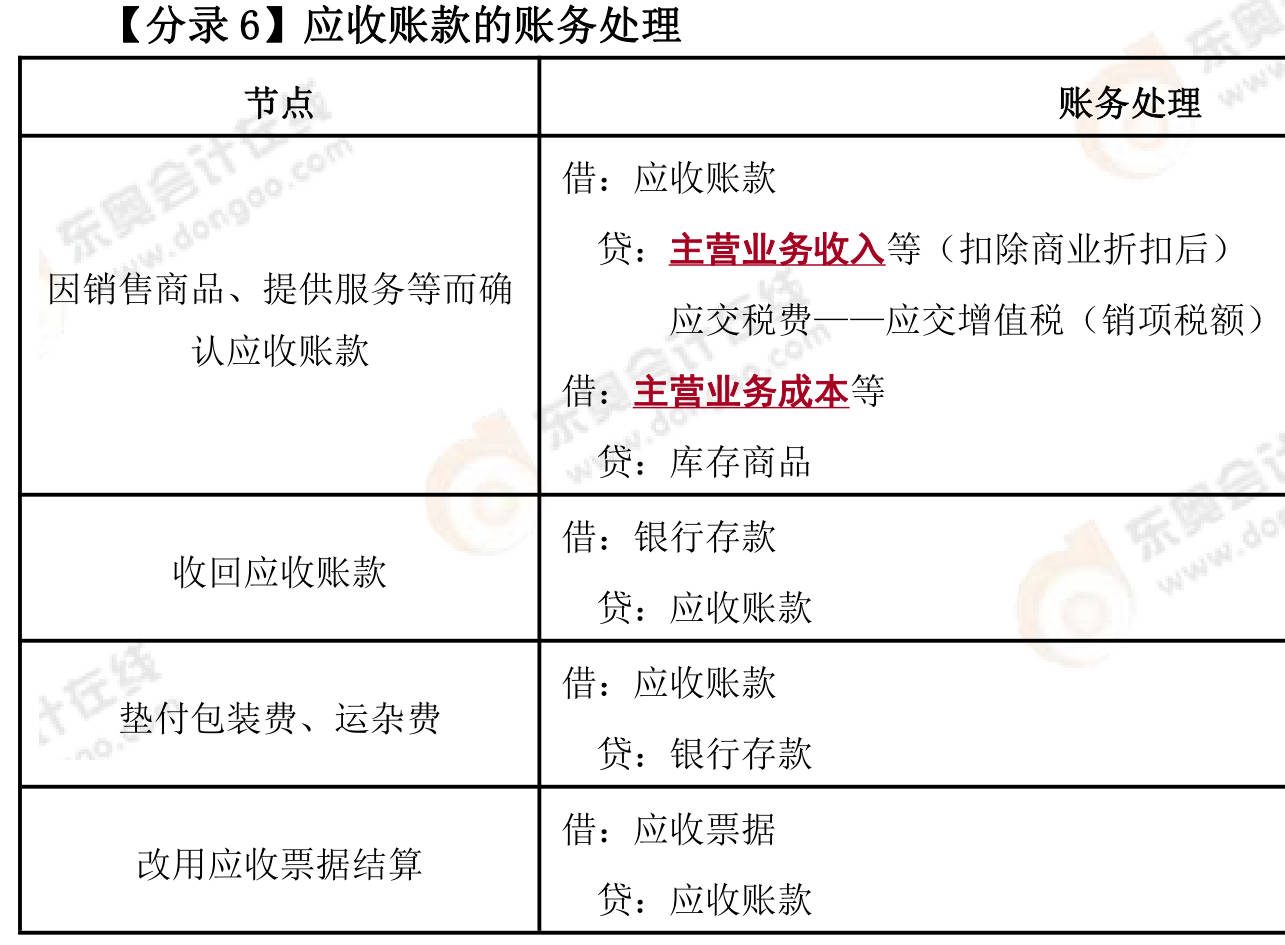 【分录6】应收账款的账务处理
节点
账务处理
因销售商品、提供服务等而确
认应收账款
借：应收账款
贷：主营业务收入等（扣除商业折扣后）
应交税费——应交增值税（销项税额）
借：主营业务成本等
贷：库存商品
收回应收账款
借：银行存款
贷：应收账款
垫付包装费、运杂费
借：应收账款
贷：银行存款
改用应收票据结算
借：应收票据
贷：应收账款
东奥会计在线
www.dongao.com